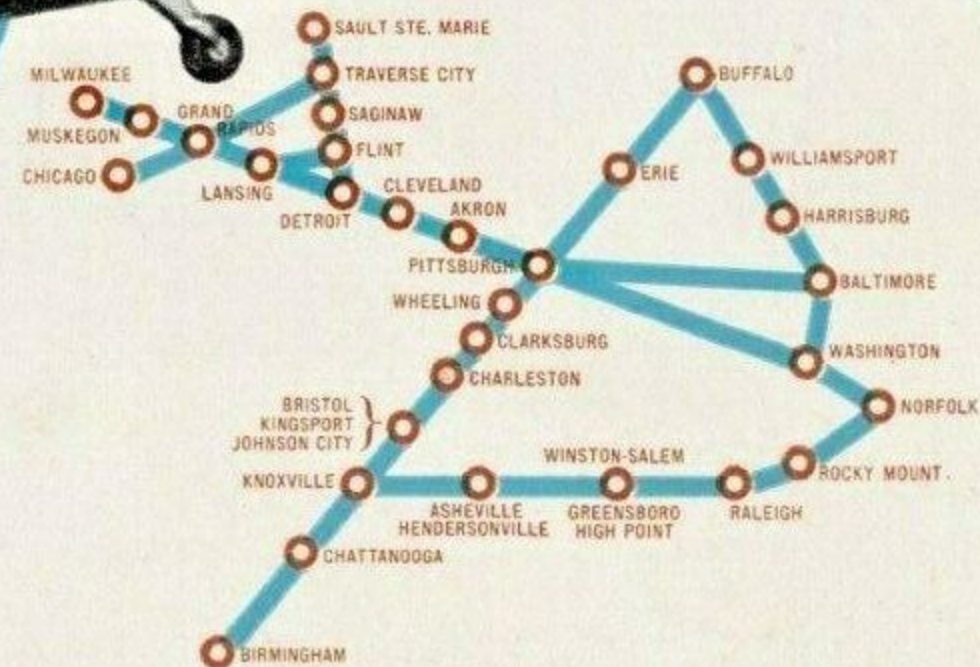 SAULT STE. MARIE
MILWAUKEE
TRAVERSE CITY
BUFFALO
GRAND
RAPIDS
SAGINAW
MUSKEGON
FLINT
WILLIAMSPORT
CHICAGO
ERIE
LANSING
CLEVELAND
DETROIT
AKRON
HARRISBURG
PITTSBURGH
BALTIMORE
WHEELING
CLARKSBURG
WASHINGTON
CHARLESTON
BRISTOL
KINGSPORT
JOHNSON CITY
NORFOLK
WINSTON-SALEM
KNOXVILLE
ROCKY MOUNT.
ASHEVILLE
HENDERSONVILLE
GREENSBORO
HIGH POINT
RALEIGH
CHATTANOOGA
BIRMINGHAM